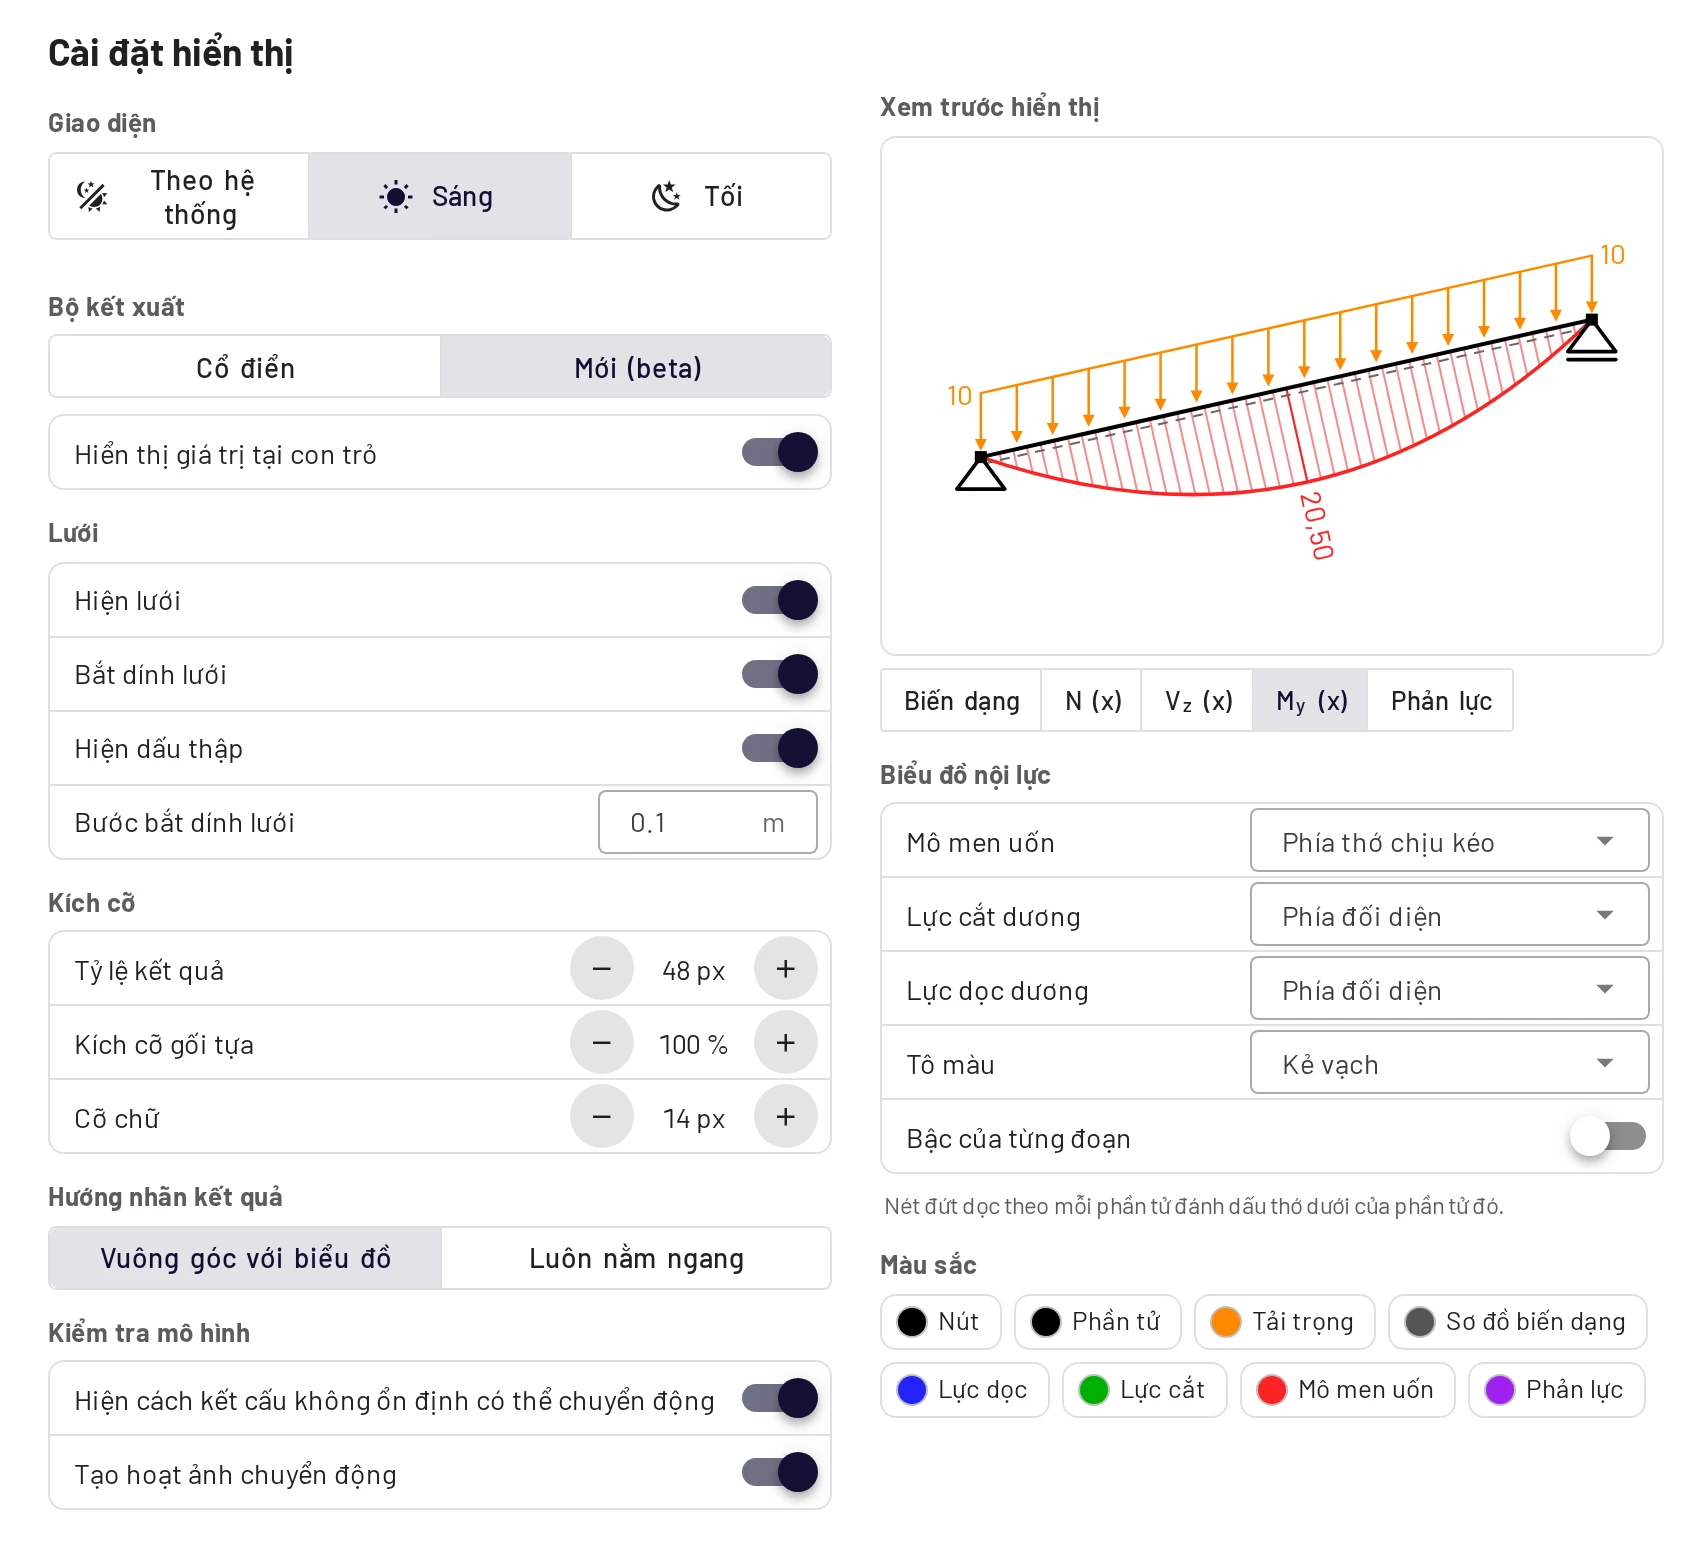 Cài đặt hiển thị
Giao diện
Theo hệ
thống
Sáng
Tối
Bộ kết xuất
Cổ điển
Mới (beta)
Hiển thị giá trị tại con trỏ
Lưới
Hiện lưới
Bắt dính lưới
Hiện dấu thập
Bước bắt dính lưới
0.1 m
Kích cỡ
Tỷ lệ kết quả
− 48 px +
Kích cỡ gối tựa
− 100 % +
Cỡ chữ
− 14 px +
Hướng nhãn kết quả
Vuông góc với biểu đồ
Luôn nằm ngang
Kiểm tra mô hình
Hiện cách kết cấu không ổn định có thể chuyển động
Tạo hoạt ảnh chuyển động
Xem trước hiển thị
10
10
20,50
Biến dạng
N (x)
Vz (x)
My (x)
Phản lực
Biểu đồ nội lực
Mô men uốn
Phía thớ chịu kéo
Lực cắt dương
Phía đối diện
Lực dọc dương
Phía đối diện
Tô màu
Kẻ vạch
Bậc của từng đoạn
Nét đứt dọc theo mỗi phần tử đánh dấu thớ dưới của phần tử đó.
Màu sắc
Nút
Phần tử
Tải trọng
Sơ đồ biến dạng
Lực dọc
Lực cắt
Mô men uốn
Phản lực